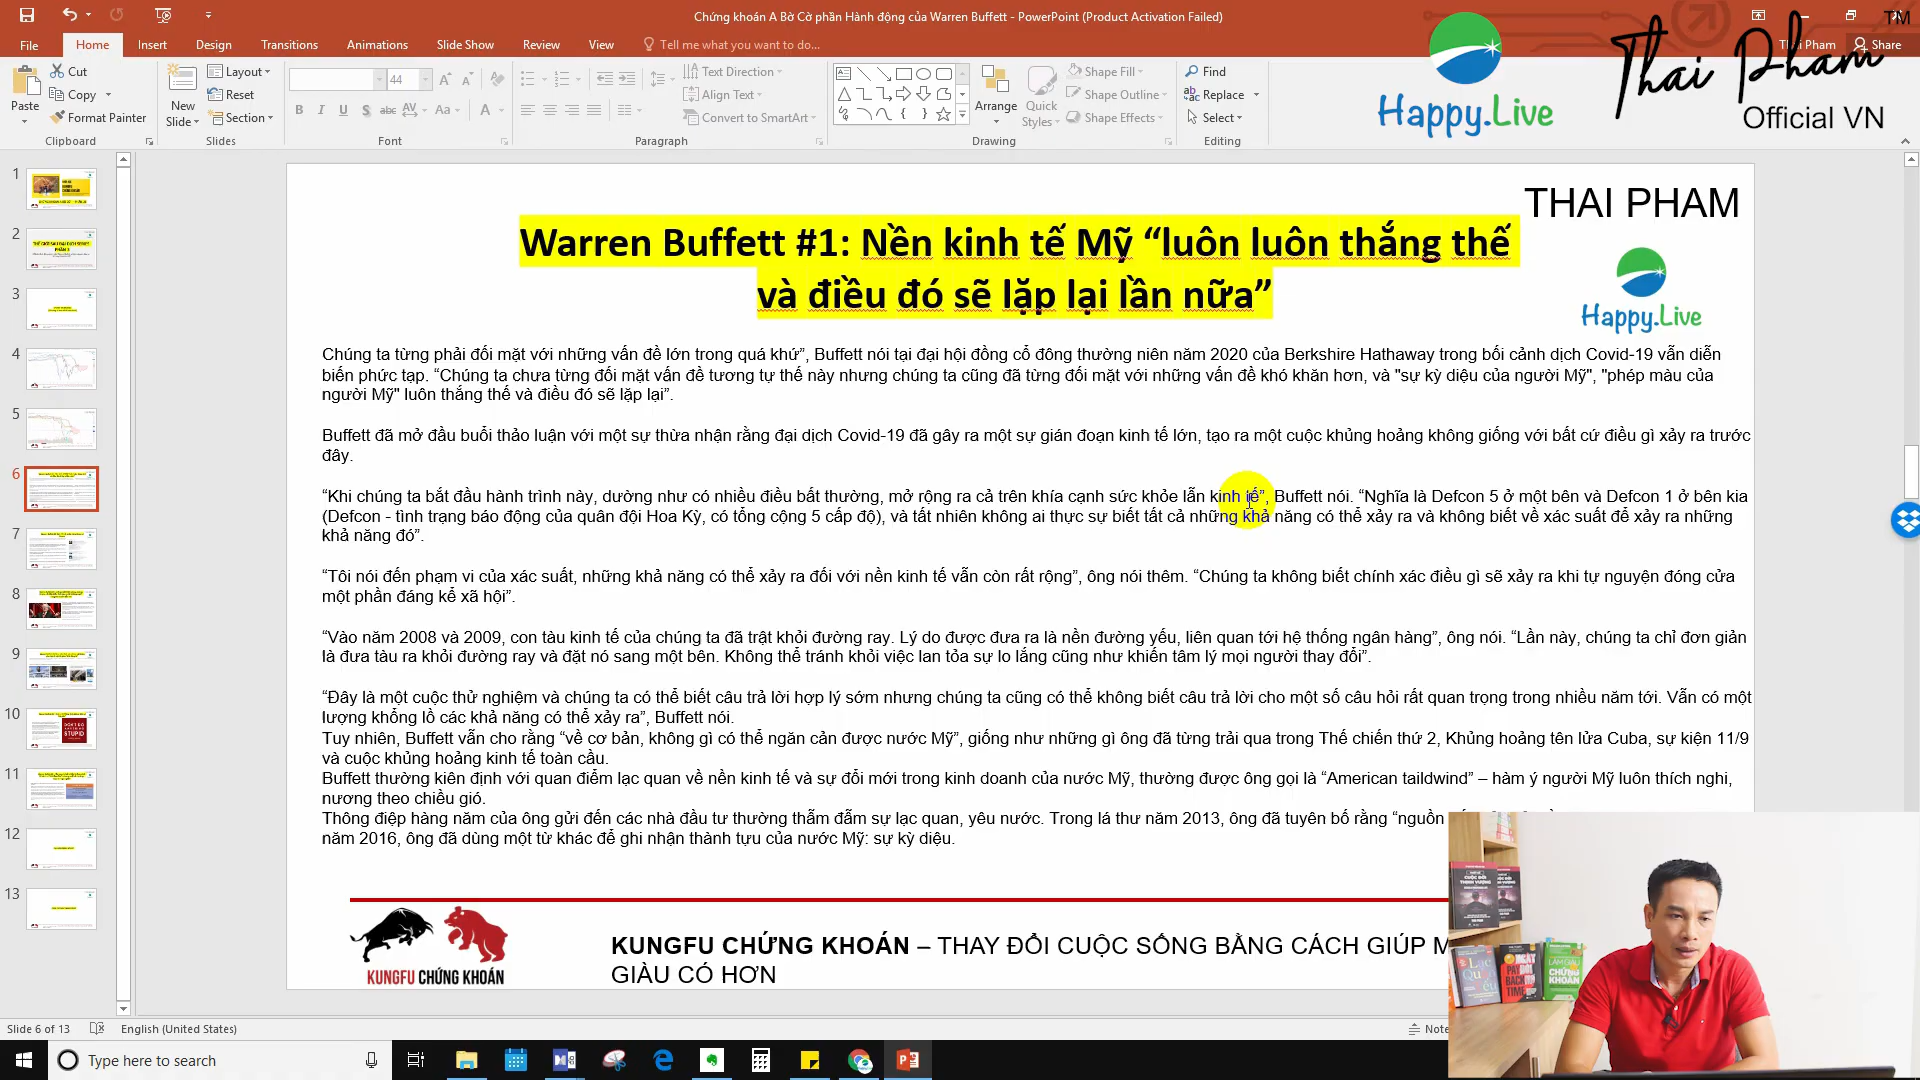 Chứng khoán A Bờ Cờ phần Hành động của Warren Buffett - PowerPoint (Product Activation Failed)
File Home Insert Design Transitions Animations Slide Show Review View Tell me what you want to do...
Thai Pham Share
Paste Cut Copy Format Painter
New Slide Layout Reset Section
44
B I U S abc AV Aa A
Text Direction
Align Text
Convert to SmartArt
Arrange
Quick Styles
Shape Fill
Shape Outline
Shape Effects
Find
Replace
Select
Clipboard Slides Font Paragraph Drawing Editing
Happy.Live
Thai Pham TM
Official VN
1
2
3
4
5
6
7
8
9
10
11
12
13
THAI PHAM
Warren Buffett #1: Nền kinh tế Mỹ “luôn luôn thắng thế
và điều đó sẽ lặp lại lần nữa”
Happy.Live
Chúng ta từng phải đối mặt với những vấn đề lớn trong quá khứ”, Buffett nói tại đại hội đồng cổ đông thường niên năm 2020 của Berkshire Hathaway trong bối cảnh dịch Covid-19 vẫn diễn
biến phức tạp. “Chúng ta chưa từng đối mặt vấn đề tương tự thế này nhưng chúng ta cũng đã từng đối mặt với những vấn đề khó khăn hơn, và "sự kỳ diệu của người Mỹ", "phép màu của
người Mỹ" luôn thắng thế và điều đó sẽ lặp lại”.
Buffett đã mở đầu buổi thảo luận với một sự thừa nhận rằng đại dịch Covid-19 đã gây ra một sự gián đoạn kinh tế lớn, tạo ra một cuộc khủng hoảng không giống với bất cứ điều gì xảy ra trước
đây.
“Khi chúng ta bắt đầu hành trình này, dường như có nhiều điều bất thường, mở rộng ra cả trên khía cạnh sức khỏe lẫn kinh tế”, Buffett nói. “Nghĩa là Defcon 5 ở một bên và Defcon 1 ở bên kia
(Defcon - tình trạng báo động của quân đội Hoa Kỳ, có tổng cộng 5 cấp độ), và tất nhiên không ai thực sự biết tất cả những khả năng có thể xảy ra và không biết về xác suất để xảy ra những
khả năng đó”.
“Tôi nói đến phạm vi của xác suất, những khả năng có thể xảy ra đối với nền kinh tế vẫn còn rất rộng”, ông nói thêm. “Chúng ta không biết chính xác điều gì sẽ xảy ra khi tự nguyện đóng cửa
một phần đáng kể xã hội”.
“Vào năm 2008 và 2009, con tàu kinh tế của chúng ta đã trật khỏi đường ray. Lý do được đưa ra là nền đường yếu, liên quan tới hệ thống ngân hàng”, ông nói. “Lần này, chúng ta chỉ đơn giản
là đưa tàu ra khỏi đường ray và đặt nó sang một bên. Không thể tránh khỏi việc lan tỏa sự lo lắng cũng như khiến tâm lý mọi người thay đổi”.
“Đây là một cuộc thử nghiệm và chúng ta có thể biết câu trả lời hợp lý sớm nhưng chúng ta cũng có thể không biết câu trả lời cho một số câu hỏi rất quan trọng trong nhiều năm tới. Vẫn có một
lượng khổng lồ các khả năng có thể xảy ra”, Buffett nói.
Tuy nhiên, Buffett vẫn cho rằng “về cơ bản, không gì có thể ngăn cản được nước Mỹ”, giống như những gì ông đã từng trải qua trong Thế chiến thứ 2, Khủng hoảng tên lửa Cuba, sự kiện 11/9
và cuộc khủng hoảng kinh tế toàn cầu.
Buffett thường kiên định với quan điểm lạc quan về nền kinh tế và sự đổi mới trong kinh doanh của nước Mỹ, thường được ông gọi là “American taildwind” – hàm ý người Mỹ luôn thích nghi,
nương theo chiều gió.
Thông điệp hàng năm của ông gửi đến các nhà đầu tư thường thấm đẫm sự lạc quan, yêu nước. Trong lá thư năm 2013, ông đã tuyên bố rằng “nguồn
năm 2016, ông đã dùng một từ khác để ghi nhận thành tựu của nước Mỹ: sự kỳ diệu.
KUNGFU CHỨNG KHOÁN
KUNGFU CHỨNG KHOÁN – THAY ĐỔI CUỘC SỐNG BẰNG CÁCH GIÚP M
GIÀU CÓ HƠN
Slide 6 of 13 English (United States) Note
Type here to search